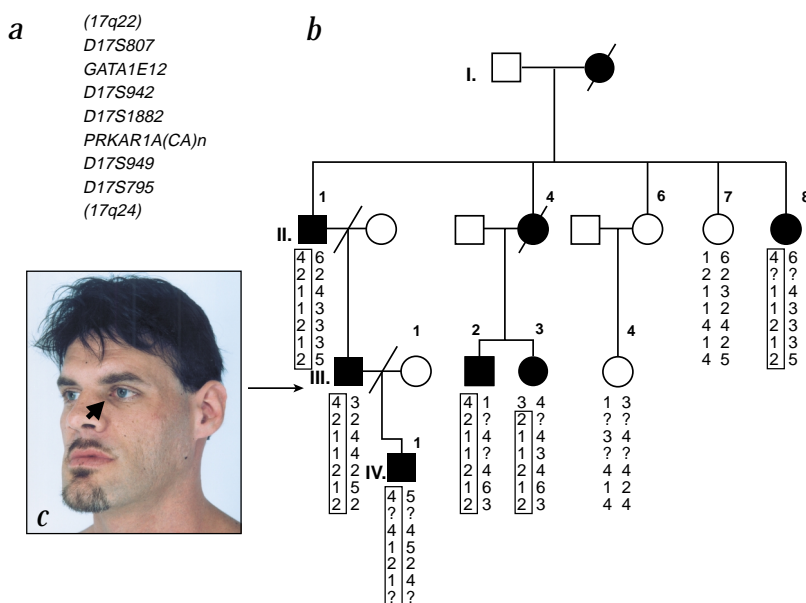 a
(17q22)
D17S807
GATA1E12
D17S942
D17S1882
PRKAR1A(CA)n
D17S949
D17S795
(17q24)
b
I.
1 4 6 7 8
II.
4 6 1 6 4 6
2 2 2 2 ? ?
1 4 1 3 1 4
1 3 1 2 1 3
2 3 4 4 2 3
1 3 1 2 1 3
2 5 4 5 2 5
1 2 3 4
III.
4 3 4 1 3 4 1 3
2 2 2 ? 2 ? ? ?
1 4 1 4 1 4 3 4
1 4 1 ? 1 3 ? ?
2 2 2 4 2 4 4 4
1 5 1 6 1 6 1 2
2 2 2 3 2 3 4 4
1
IV.
4 5
? ?
4 4
1 5
2 2
1 4
? ?
c